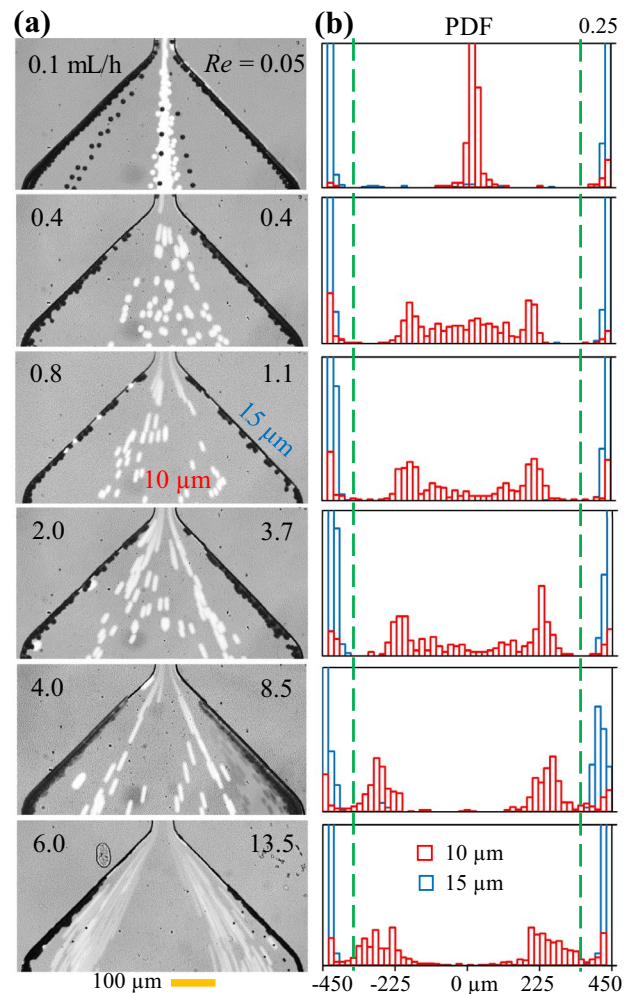 (a)
(b)
PDF 0.25
0.1 mL/h Re = 0.05
0.4 0.4
0.8 1.1
15 µm
10 µm
2.0 3.7
4.0 8.5
6.0 13.5
10 µm
15 µm
100 µm
-450 -225 0 µm 225 450